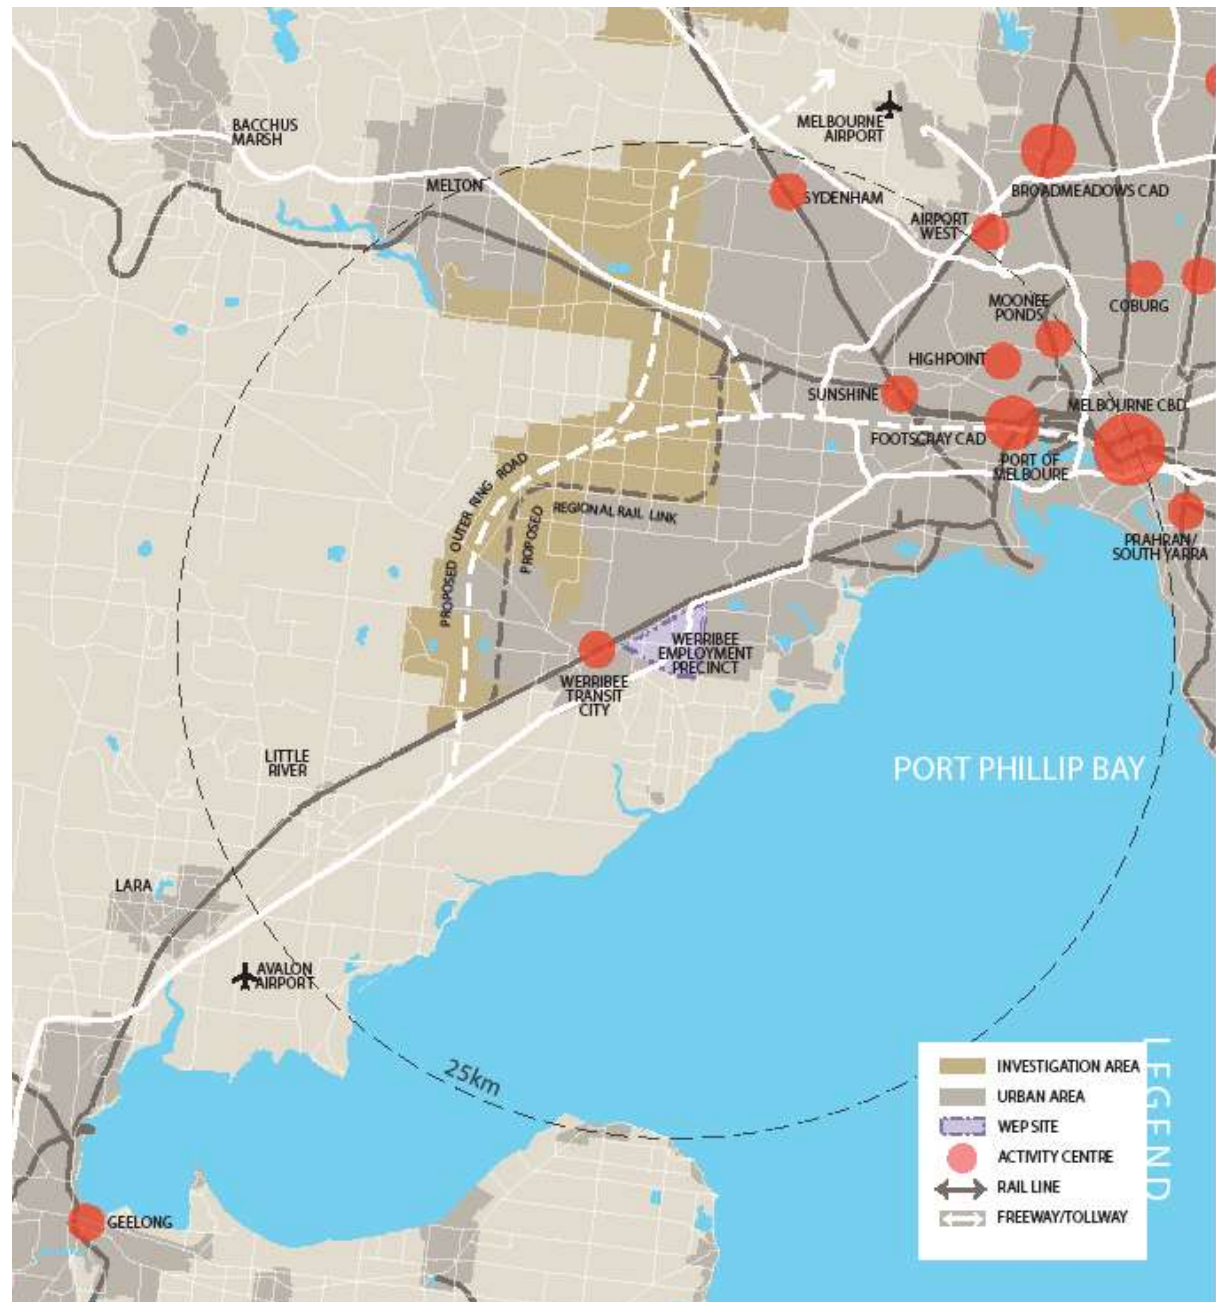 BACCHUS
MARSH
MELTON
MELBOURNE
AIRPORT
SYDENHAM
BROADMEADOWS CAD
AIRPORT
WEST
MOONEE
PONDS
COBURG
HIGHPOINT
SUNSHINE
MELBOURNE CBD
FOOTSCRAY CAD
PORT OF
MELBOURE
PRAHRAN/
SOUTH YARRA
PROPOSED OUTER RING ROAD
PROPOSED
REGIONAL RAIL LINK
WERRIBEE
EMPLOYMENT
PRECINCT
WERRIBEE
TRANSIT
CITY
LITTLE
RIVER
PORT PHILLIP BAY
LARA
AVALON
AIRPORT
25km
GEELONG
LEGEND
INVESTIGATION AREA
URBAN AREA
WEP SITE
ACTIVITY CENTRE
RAIL LINE
FREEWAY/TOLLWAY